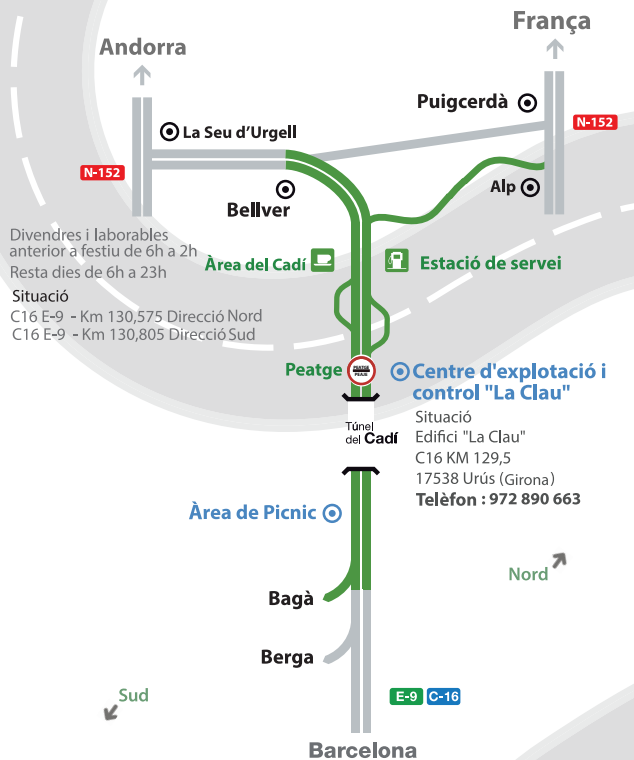 França
Andorra
Puigcerdà
N-152
La Seu d'Urgell
N-152
Alp
Bellver
Divendres i laborables
anterior a festiu de 6h a 2h
Resta dies de 6h a 23h
Àrea del Cadí
Estació de servei
Situació
C16 E-9 - Km 130,575 Direcció Nord
C16 E-9 - Km 130,805 Direcció Sud
Peatge
PEATGE
PEAJE
Centre d'explotació i
control "La Clau"
Situació
Edifici "La Clau"
C16 KM 129,5
17538 Urús (Girona)
Telèfon : 972 890 663
Túnel
del Cadí
Àrea de Picnic
Nord
Bagà
Berga
Sud
E-9 C-16
Barcelona